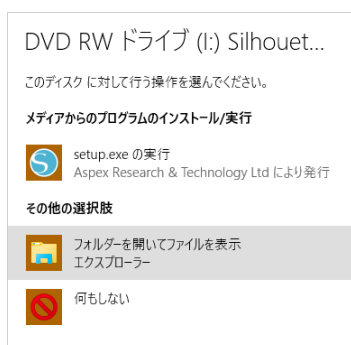 DVD RW ドライブ (I:) Silhouet...
このディスク に対して行う操作を選んでください。
メディアからのプログラムのインストール/実行
setup.exe の実行
Aspex Research & Technology Ltd により発行
その他の選択肢
フォルダーを開いてファイルを表示
エクスプローラー
何もしない